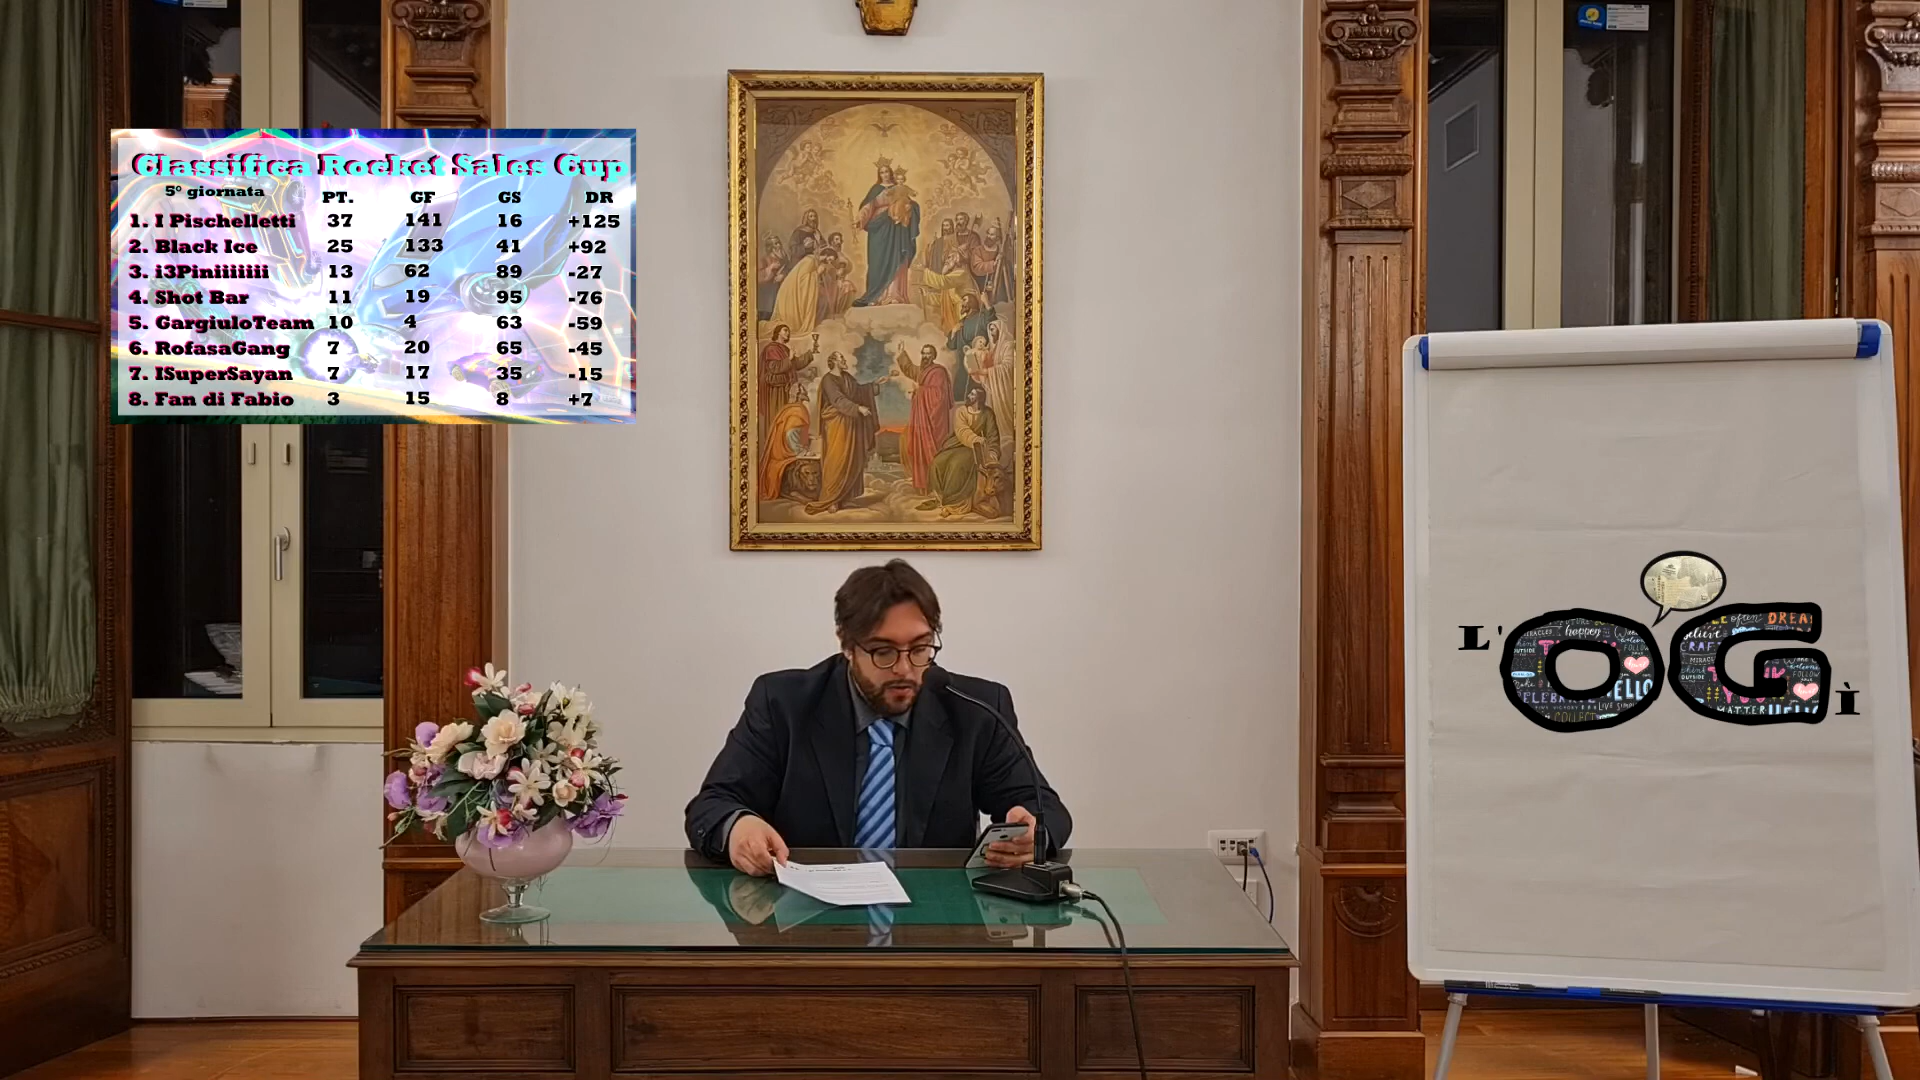 Classifica Rocket Sales Cup
5° giornata PT. GF GS DR
1. I Pischelletti 37 141 16 +125
2. Black Ice 25 133 41 +92
3. i3Piniiiiiii 13 62 89 -27
4. Shot Bar 11 19 95 -76
5. GargiuloTeam 10 4 63 -59
6. RofasaGang 7 20 65 -45
7. ISuperSayan 7 17 35 -15
8. Fan di Fabio 3 15 8 +7
L'OGÌ